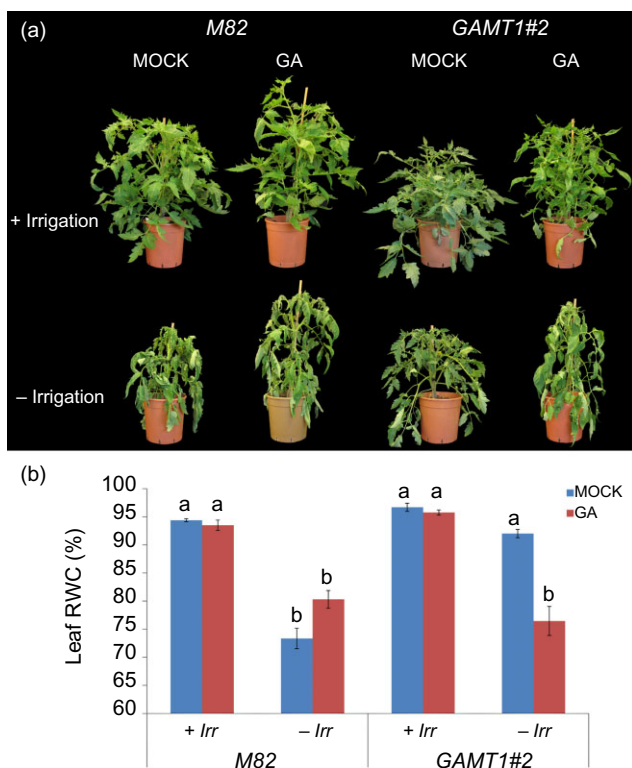 (a)
M82 GAMT1#2
MOCK GA MOCK GA
+ Irrigation
– Irrigation
(b)
MOCK
GA
Leaf RWC (%)
100
95
90
85
80
75
70
65
60
a a b b a a a b
+ Irr – Irr + Irr – Irr
M82 GAMT1#2